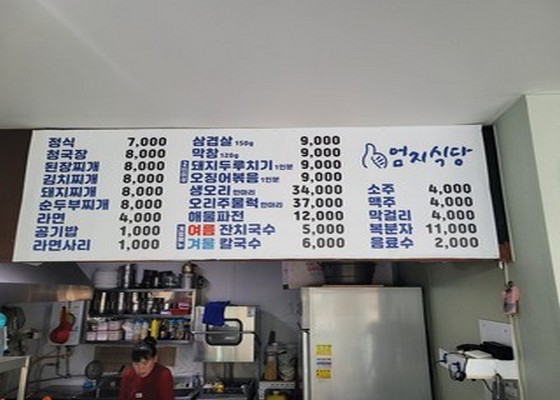 정식 7,000
청국장 8,000
된장찌개 8,000
김치찌개 8,000
돼지찌개 8,000
순두부찌개 8,000
라면 4,000
공기밥 1,000
라면사리 1,000
삼겹살 150g 9,000
막창 120g 9,000
돼지두루치기 1인분 9,000
오징어볶음 1인분 9,000
생오리 한마리 34,000
오리주물럭 한마리 37,000
해물파전 12,000
여름 잔치국수 5,000
겨울 칼국수 6,000
엄지식당
소주 4,000
맥주 4,000
막걸리 4,000
복분자 11,000
음료수 2,000